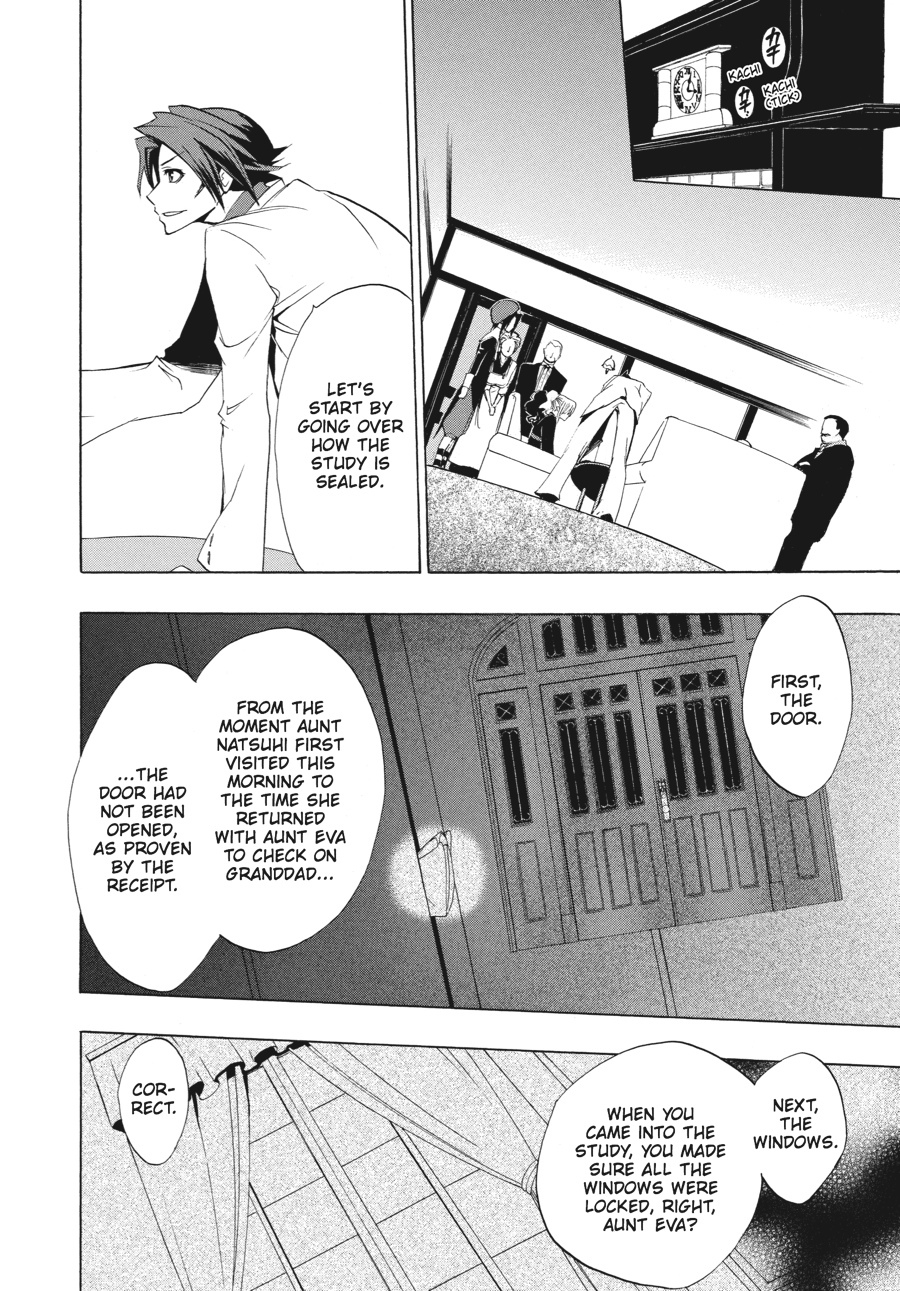 カチ
KACHI
カチ
KACHI
(TICK)
LET'S
START BY
GOING OVER
HOW THE
STUDY IS
SEALED.
FIRST,
THE
DOOR.
FROM THE
MOMENT AUNT
NATSUHI FIRST
VISITED THIS
MORNING TO
THE TIME SHE
RETURNED
WITH AUNT EVA
TO CHECK ON
GRANDDAD...
...THE
DOOR HAD
NOT BEEN
OPENED,
AS PROVEN
BY THE
RECEIPT.
NEXT,
THE
WINDOWS.
WHEN YOU
CAME INTO THE
STUDY, YOU MADE
SURE ALL THE
WINDOWS WERE
LOCKED, RIGHT,
AUNT EVA?
COR-
RECT.